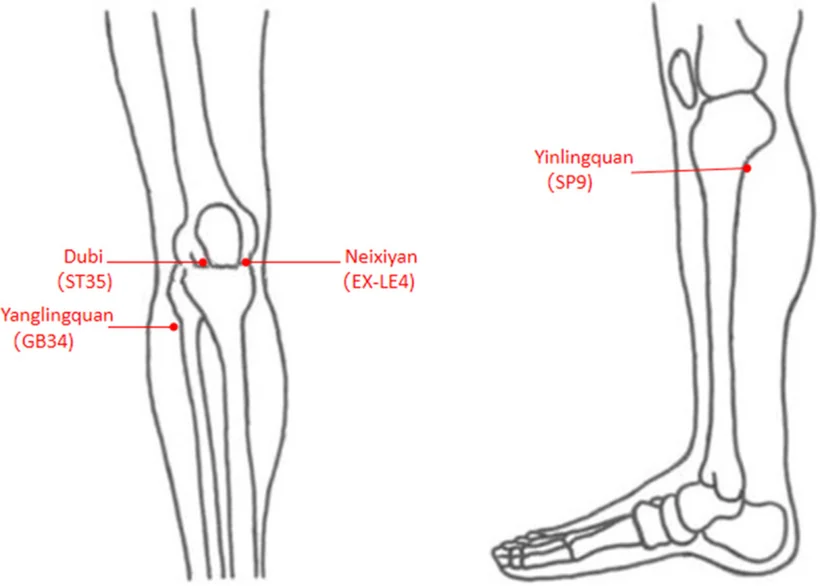 Dubi
(ST35)
Yanglingquan
(GB34)
Neixiyan
(EX-LE4)
Yinlingquan
(SP9)